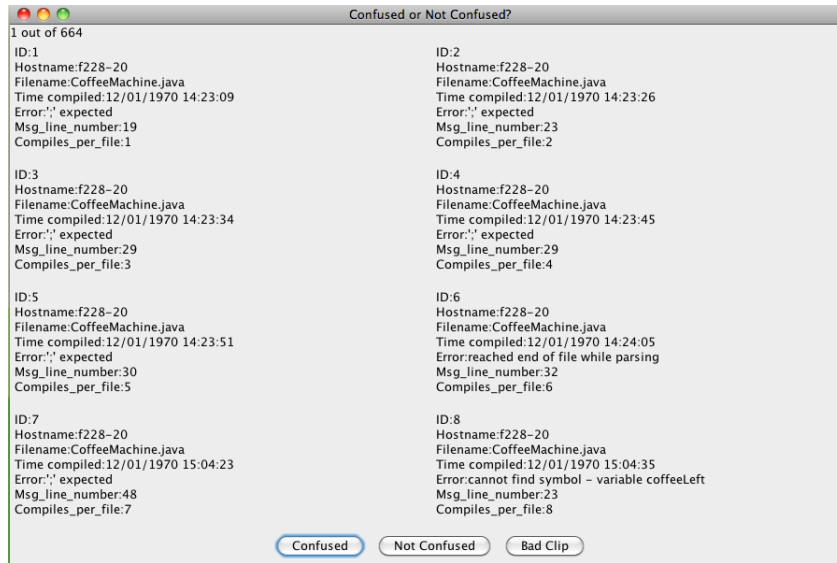 Confused or Not Confused?
1 out of 664
ID:1
Hostname:f228-20
Filename:CoffeeMachine.java
Time compiled:12/01/1970 14:23:09
Error:';' expected
Msg_line_number:19
Compiles_per_file:1
ID:2
Hostname:f228-20
Filename:CoffeeMachine.java
Time compiled:12/01/1970 14:23:26
Error:';' expected
Msg_line_number:23
Compiles_per_file:2
ID:3
Hostname:f228-20
Filename:CoffeeMachine.java
Time compiled:12/01/1970 14:23:34
Error:';' expected
Msg_line_number:29
Compiles_per_file:3
ID:4
Hostname:f228-20
Filename:CoffeeMachine.java
Time compiled:12/01/1970 14:23:45
Error:';' expected
Msg_line_number:29
Compiles_per_file:4
ID:5
Hostname:f228-20
Filename:CoffeeMachine.java
Time compiled:12/01/1970 14:23:51
Error:';' expected
Msg_line_number:30
Compiles_per_file:5
ID:6
Hostname:f228-20
Filename:CoffeeMachine.java
Time compiled:12/01/1970 14:24:05
Error:reached end of file while parsing
Msg_line_number:32
Compiles_per_file:6
ID:7
Hostname:f228-20
Filename:CoffeeMachine.java
Time compiled:12/01/1970 15:04:23
Error:';' expected
Msg_line_number:48
Compiles_per_file:7
ID:8
Hostname:f228-20
Filename:CoffeeMachine.java
Time compiled:12/01/1970 15:04:35
Error:cannot find symbol - variable coffeeLeft
Msg_line_number:23
Compiles_per_file:8
Confused
Not Confused
Bad Clip